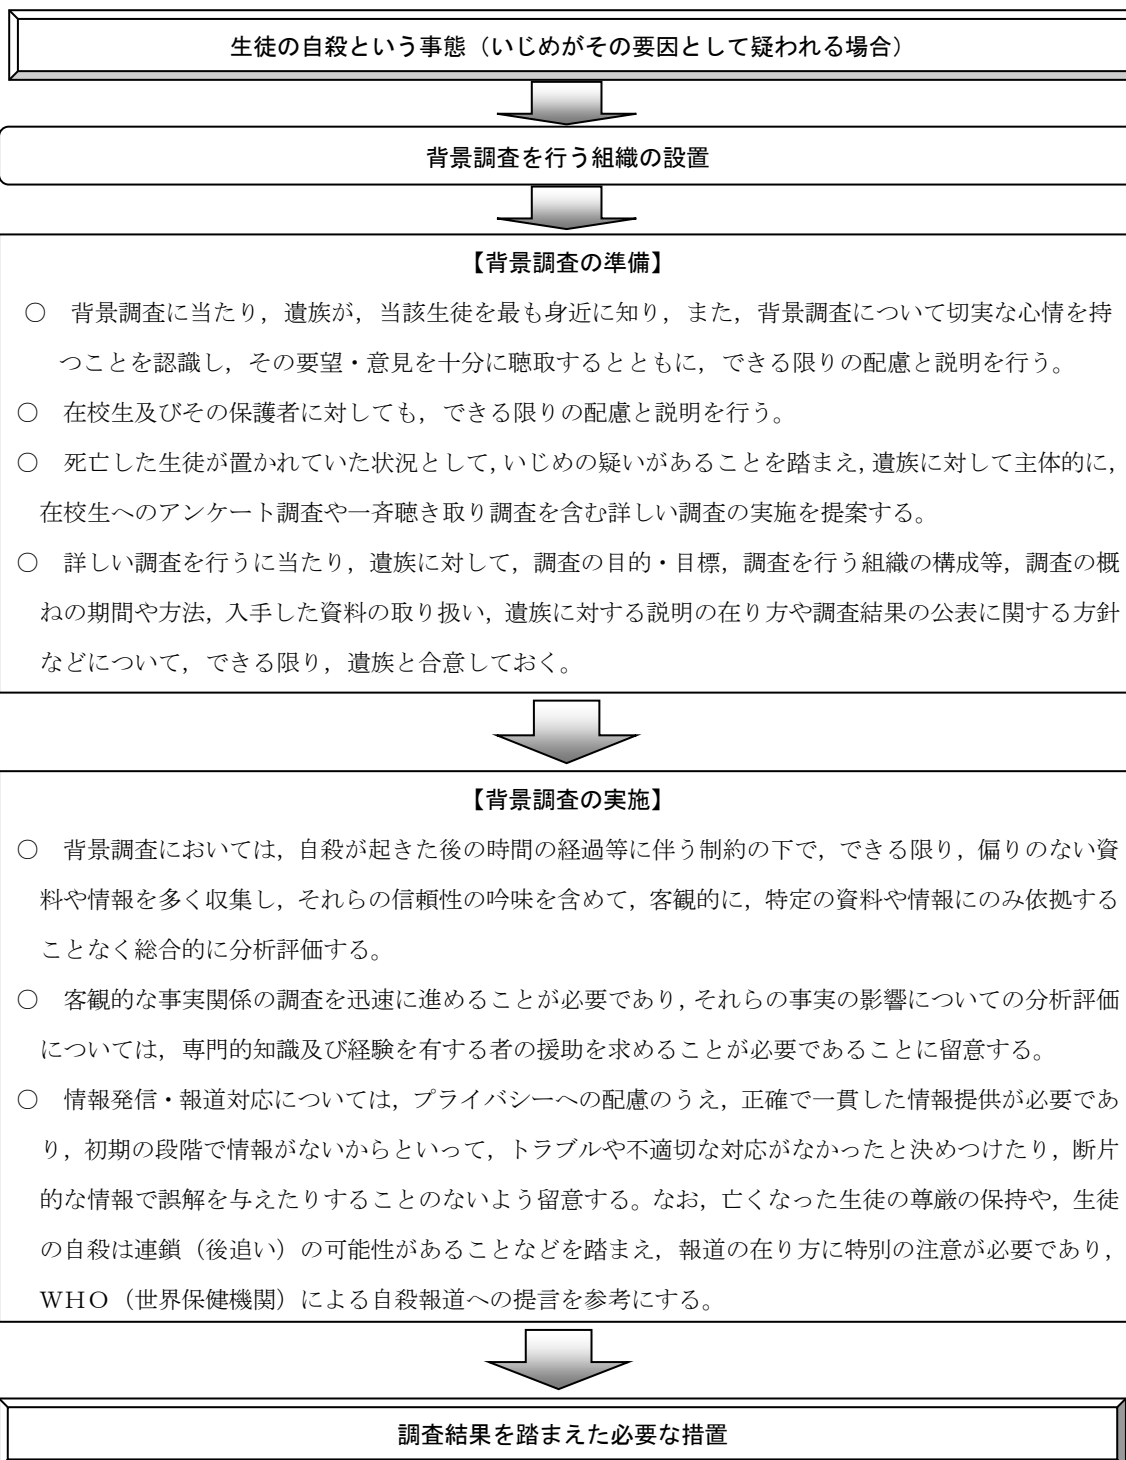 生徒の自殺という事態（いじめがその要因として疑われる場合）
背景調査を行う組織の設置
【背景調査の準備】
○　背景調査に当たり，遺族が，当該生徒を最も身近に知り，また，背景調査について切実な心情を持
つことを認識し，その要望・意見を十分に聴取するとともに，できる限りの配慮と説明を行う。
○　在校生及びその保護者に対しても，できる限りの配慮と説明を行う。
○　死亡した生徒が置かれていた状況として，いじめの疑いがあることを踏まえ，遺族に対して主体的に，
在校生へのアンケート調査や一斉聴き取り調査を含む詳しい調査の実施を提案する。
○　詳しい調査を行うに当たり，遺族に対して，調査の目的・目標，調査を行う組織の構成等，調査の概
ねの期間や方法，入手した資料の取り扱い，遺族に対する説明の在り方や調査結果の公表に関する方針
などについて，できる限り，遺族と合意しておく。
【背景調査の実施】
○　背景調査においては，自殺が起きた後の時間の経過等に伴う制約の下で，できる限り，偏りのない資
料や情報を多く収集し，それらの信頼性の吟味を含めて，客観的に，特定の資料や情報にのみ依拠する
ことなく総合的に分析評価する。
○　客観的な事実関係の調査を迅速に進めることが必要であり，それらの事実の影響についての分析評価
については，専門的知識及び経験を有する者の援助を求めることが必要であることに留意する。
○　情報発信・報道対応については，プライバシーへの配慮のうえ，正確で一貫した情報提供が必要であ
り，初期の段階で情報がないからといって，トラブルや不適切な対応がなかったと決めつけたり，断片
的な情報で誤解を与えたりすることのないよう留意する。なお，亡くなった生徒の尊厳の保持や，生徒
の自殺は連鎖（後追い）の可能性があることなどを踏まえ，報道の在り方に特別の注意が必要であり，
ＷＨＯ（世界保健機関）による自殺報道への提言を参考にする。
調査結果を踏まえた必要な措置